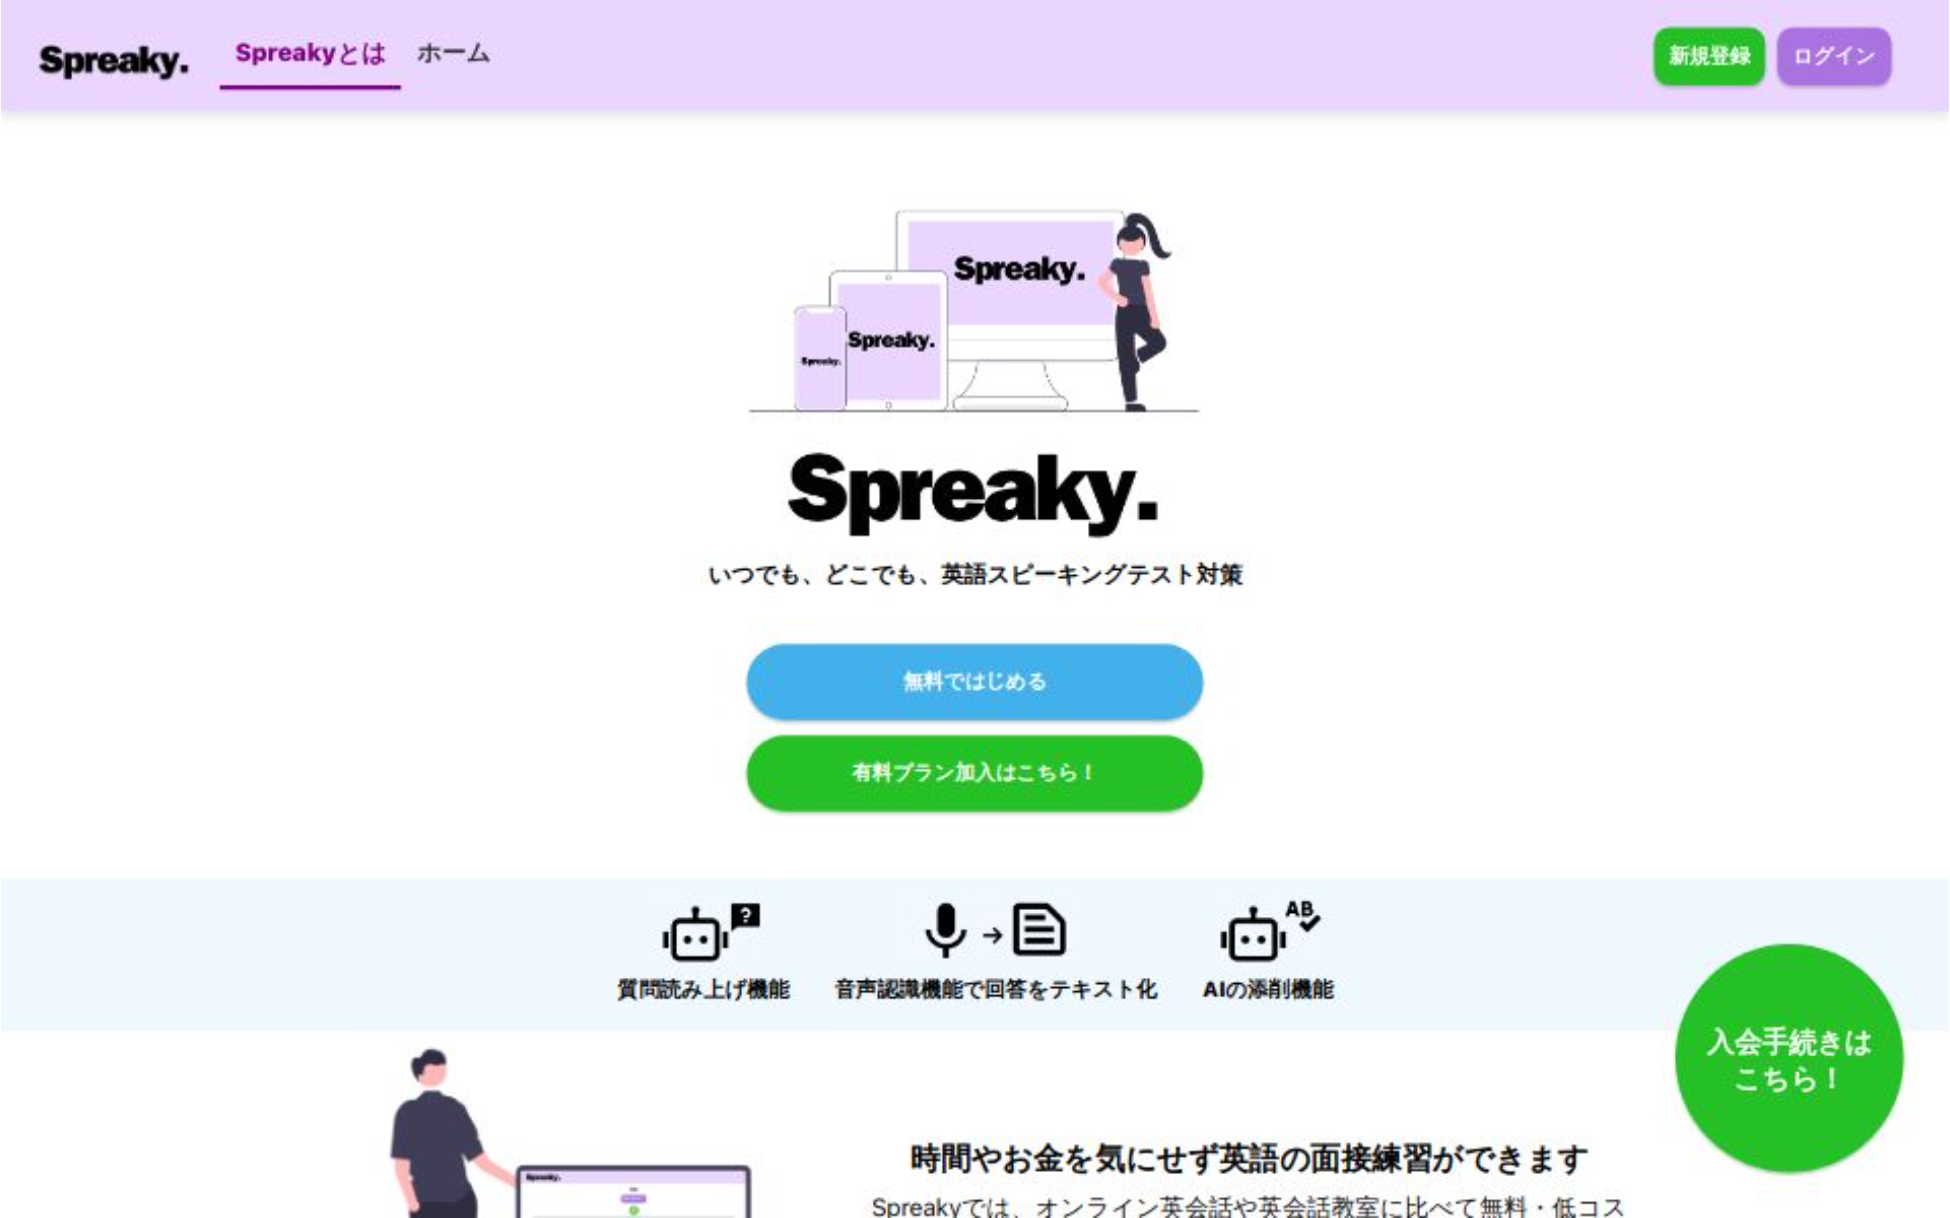 Spreaky.
Spreakyとは
ホーム
新規登録
ログイン
Spreaky.
Spreaky.
Spreaky.
Spreaky.
いつでも、どこでも、英語スピーキングテスト対策
無料ではじめる
有料プラン加入はこちら！
?
AB
質問読み上げ機能
音声認識機能で回答をテキスト化
AIの添削機能
入会手続きは
こちら！
時間やお金を気にせず英語の面接練習ができます
Spreaky.
Spreakyでは、オンライン英会話や英会話教室に比べて無料・低コス